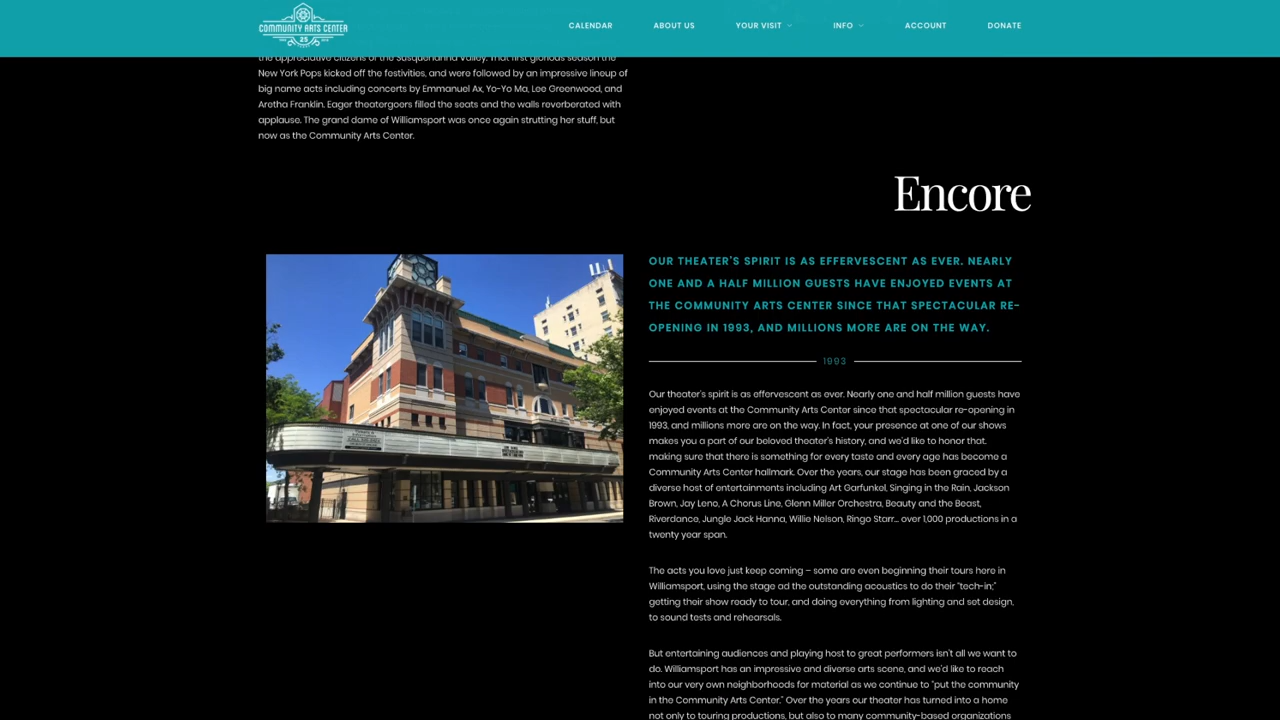 COMMUNITY ARTS CENTER
25
CALENDAR
ABOUT US
YOUR VISIT
INFO
ACCOUNT
DONATE
the appreciative citizens of the Susquehanna Valley. That first glorious season the
New York Pops kicked off the festivities, and were followed by an impressive lineup of
big name acts including concerts by Emmanuel Ax, Yo-Yo Ma, Lee Greenwood, and
Aretha Franklin. Eager theatergoers filled the seats and the walls reverberated with
applause. The grand dame of Williamsport was once again strutting her stuff, but
now as the Community Arts Center.
Encore
OUR THEATER'S SPIRIT IS AS EFFERVESCENT AS EVER. NEARLY
ONE AND A HALF MILLION GUESTS HAVE ENJOYED EVENTS AT
THE COMMUNITY ARTS CENTER SINCE THAT SPECTACULAR RE-
OPENING IN 1993, AND MILLIONS MORE ARE ON THE WAY.
1993
Our theater's spirit is as effervescent as ever. Nearly one and half million guests have
enjoyed events at the Community Arts Center since that spectacular re-opening in
1993, and millions more are on the way. In fact, your presence at one of our shows
makes you a part of our beloved theater's history, and we'd like to honor that.
making sure that there is something for every taste and every age has become a
Community Arts Center hallmark. Over the years, our stage has been graced by a
diverse host of entertainments including Art Garfunkel, Singing in the Rain, Jackson
Brown, Jay Leno, A Chorus Line, Glenn Miller Orchestra, Beauty and the Beast,
Riverdance, Jungle Jack Hanna, Willie Nelson, Ringo Starr... over 1,000 productions in a
twenty year span.
The acts you love just keep coming – some are even beginning their tours here in
Williamsport, using the stage ad the outstanding acoustics to do their "tech-in;"
getting their show ready to tour, and doing everything from lighting and set design,
to sound tests and rehearsals.
But entertaining audiences and playing host to great performers isn't all we want to
do. Williamsport has an impressive and diverse arts scene, and we'd like to reach
into our very own neighborhoods for material as we continue to "put the community
in the Community Arts Center." Over the years our theater has turned into a home
not only to touring productions, but also to many community-based organizations